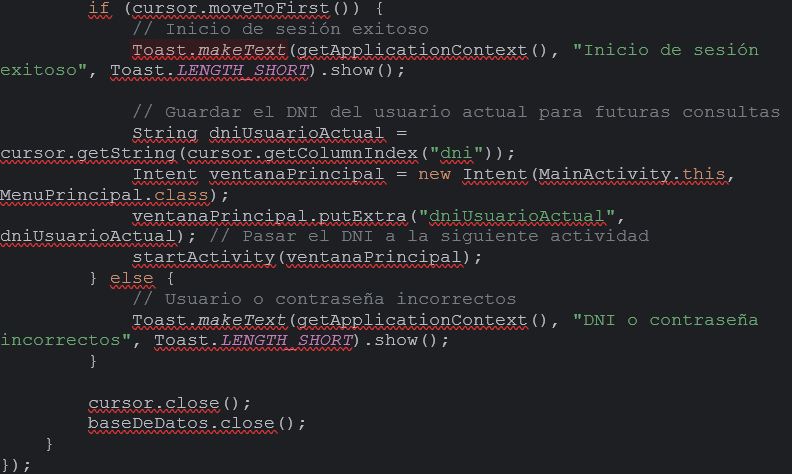 if (cursor.moveToFirst()) {
// Inicio de sesión exitoso
Toast.makeText(getApplicationContext(), "Inicio de sesión
exitoso", Toast.LENGTH_SHORT).show();
// Guardar el DNI del usuario actual para futuras consultas
String dniUsuarioActual =
cursor.getString(cursor.getColumnIndex("dni"));
Intent ventanaPrincipal = new Intent(MainActivity.this,
MenuPrincipal.class);
ventanaPrincipal.putExtra("dniUsuarioActual",
dniUsuarioActual); // Pasar el DNI a la siguiente actividad
startActivity(ventanaPrincipal);
} else {
// Usuario o contraseña incorrectos
Toast.makeText(getApplicationContext(), "DNI o contraseña
incorrectos", Toast.LENGTH_SHORT).show();
}
cursor.close();
baseDeDatos.close();
}
});